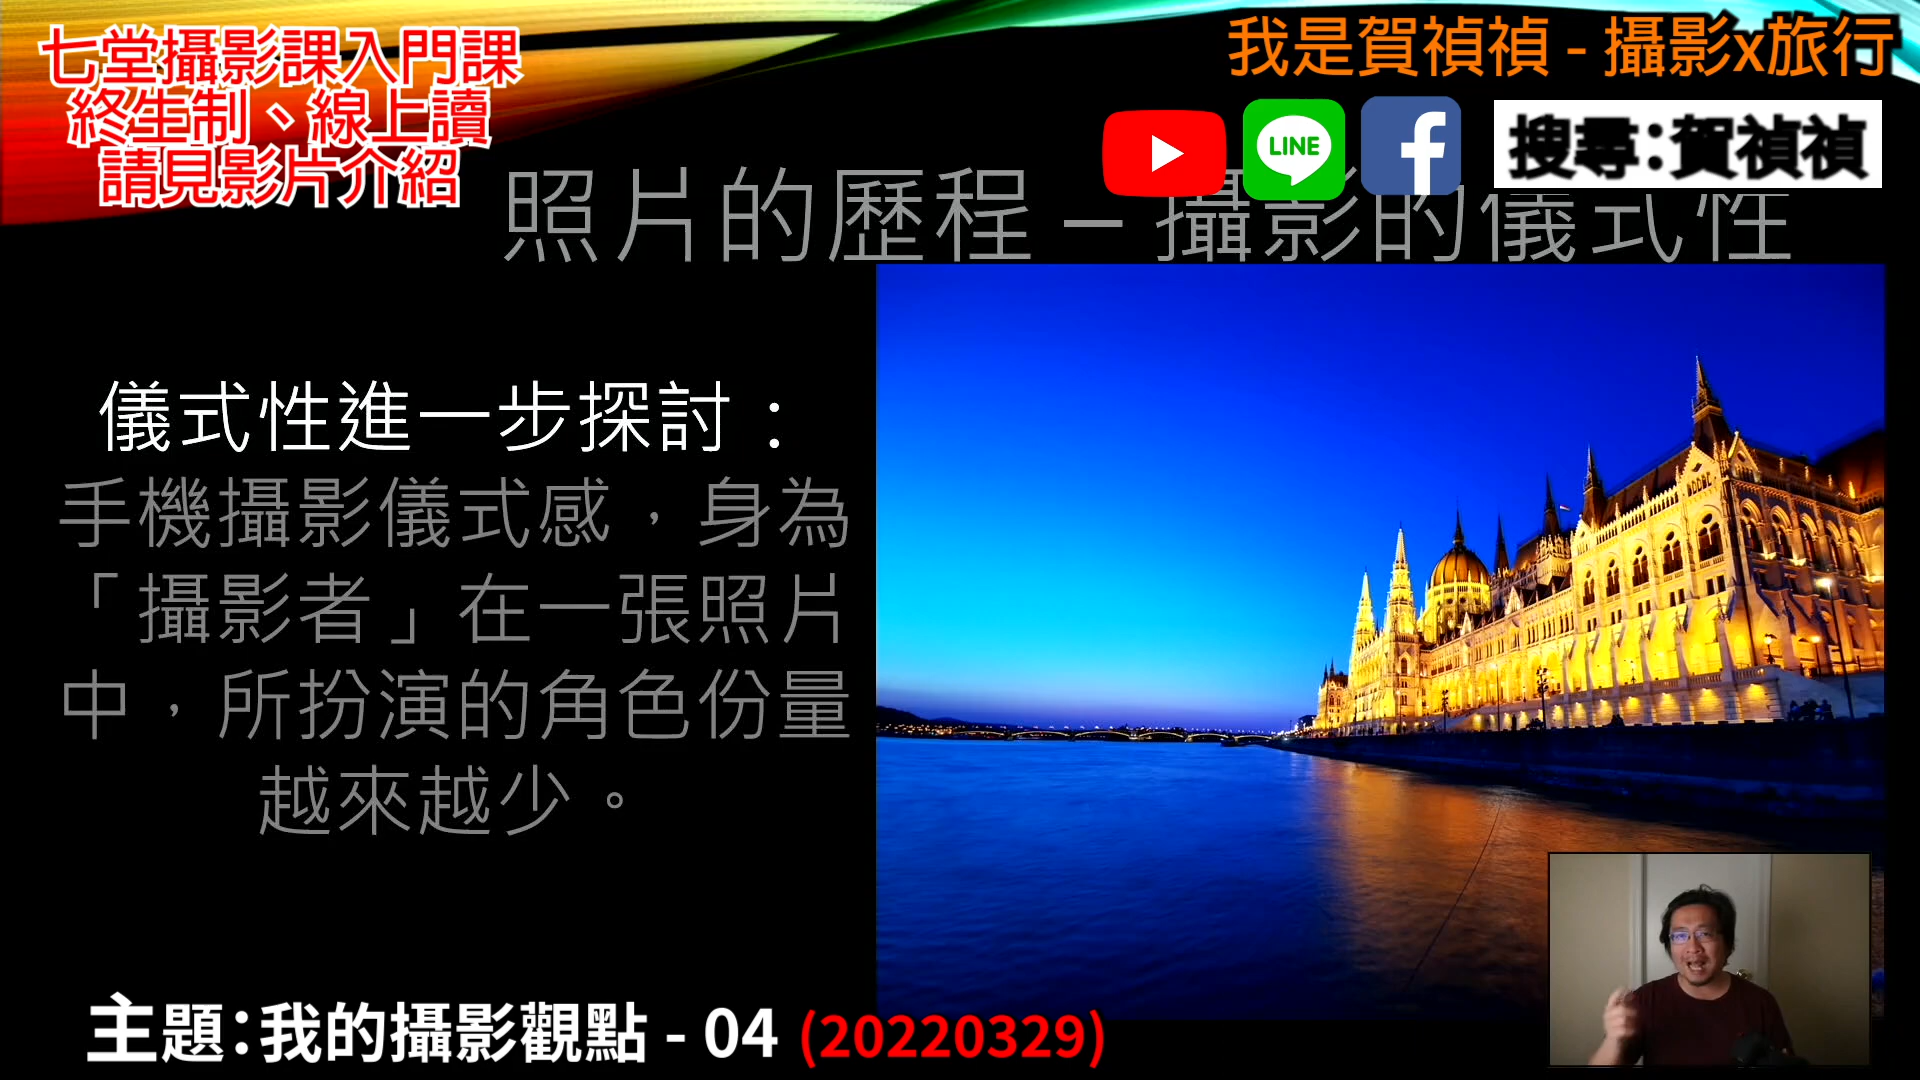 七堂攝影課入門課
終生制、線上讀
請見影片介紹
我是賀禎禎 - 攝影x旅行
LINE
搜尋:賀禎禎
照片的歷程 – 攝影的儀式性
儀式性進一步探討：
手機攝影儀式感，身為
「攝影者」在一張照片
中，所扮演的角色份量
越來越少。
主題:我的攝影觀點 - 04 (20220329)